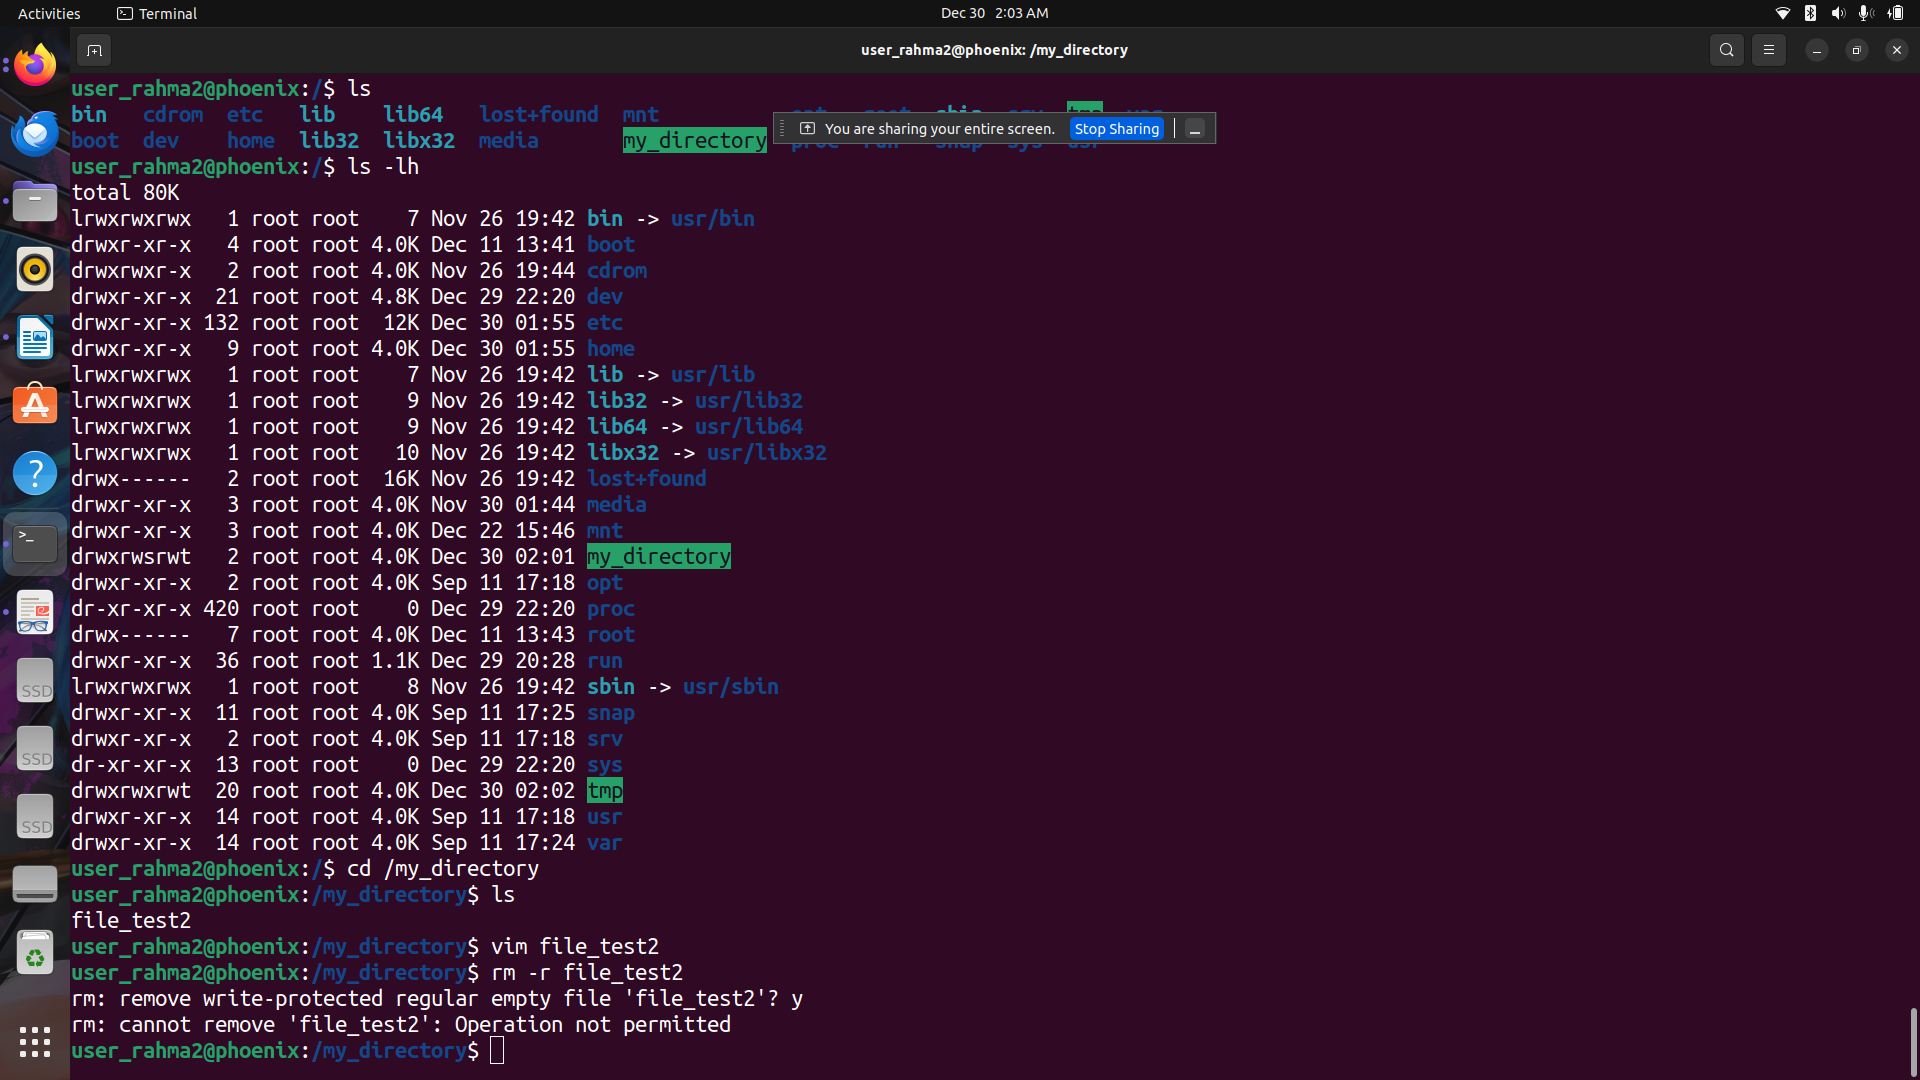 Activities Terminal Dec 30 2:03 AM
user_rahma2@phoenix: /my_directory
user_rahma2@phoenix:/$ ls
bin cdrom etc lib lib64 lost+found mnt
You are sharing your entire screen. Stop Sharing
boot dev home lib32 libx32 media my_directory proc run snap sys usr
user_rahma2@phoenix:/$ ls -lh
total 80K
lrwxrwxrwx 1 root root 7 Nov 26 19:42 bin -> usr/bin
drwxr-xr-x 4 root root 4.0K Dec 11 13:41 boot
drwxrwxr-x 2 root root 4.0K Nov 26 19:44 cdrom
drwxr-xr-x 21 root root 4.8K Dec 29 22:20 dev
drwxr-xr-x 132 root root 12K Dec 30 01:55 etc
drwxr-xr-x 9 root root 4.0K Dec 30 01:55 home
lrwxrwxrwx 1 root root 7 Nov 26 19:42 lib -> usr/lib
lrwxrwxrwx 1 root root 9 Nov 26 19:42 lib32 -> usr/lib32
lrwxrwxrwx 1 root root 9 Nov 26 19:42 lib64 -> usr/lib64
lrwxrwxrwx 1 root root 10 Nov 26 19:42 libx32 -> usr/libx32
drwx------ 2 root root 16K Nov 26 19:42 lost+found
drwxr-xr-x 3 root root 4.0K Nov 30 01:44 media
drwxr-xr-x 3 root root 4.0K Dec 22 15:46 mnt
drwxrwsrwt 2 root root 4.0K Dec 30 02:01 my_directory
drwxr-xr-x 2 root root 4.0K Sep 11 17:18 opt
dr-xr-xr-x 420 root root 0 Dec 29 22:20 proc
drwx------ 7 root root 4.0K Dec 11 13:43 root
drwxr-xr-x 36 root root 1.1K Dec 29 20:28 run
lrwxrwxrwx 1 root root 8 Nov 26 19:42 sbin -> usr/sbin
drwxr-xr-x 11 root root 4.0K Sep 11 17:25 snap
drwxr-xr-x 2 root root 4.0K Sep 11 17:18 srv
dr-xr-xr-x 13 root root 0 Dec 29 22:20 sys
drwxrwxrwt 20 root root 4.0K Dec 30 02:02 tmp
drwxr-xr-x 14 root root 4.0K Sep 11 17:18 usr
drwxr-xr-x 14 root root 4.0K Sep 11 17:24 var
user_rahma2@phoenix:/$ cd /my_directory
user_rahma2@phoenix:/my_directory$ ls
file_test2
user_rahma2@phoenix:/my_directory$ vim file_test2
user_rahma2@phoenix:/my_directory$ rm -r file_test2
rm: remove write-protected regular empty file 'file_test2'? y
rm: cannot remove 'file_test2': Operation not permitted
user_rahma2@phoenix:/my_directory$
SSD
SSD
SSD